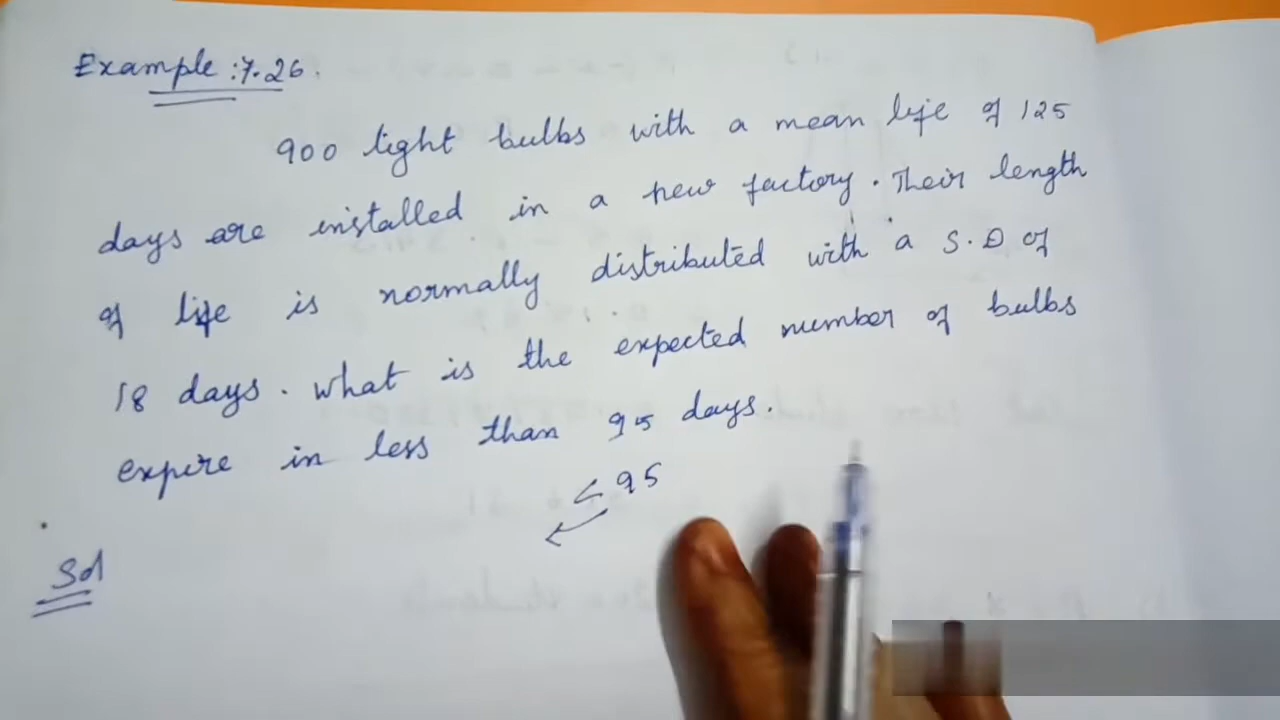 Example :7.26.
900 light bulbs with a mean life of 125
days are installed in a new factory. Their length
of life is normally distributed with a S.D of
18 days. What is the expected number of bulbs
expire in less than 95 days.
< 95
Sol